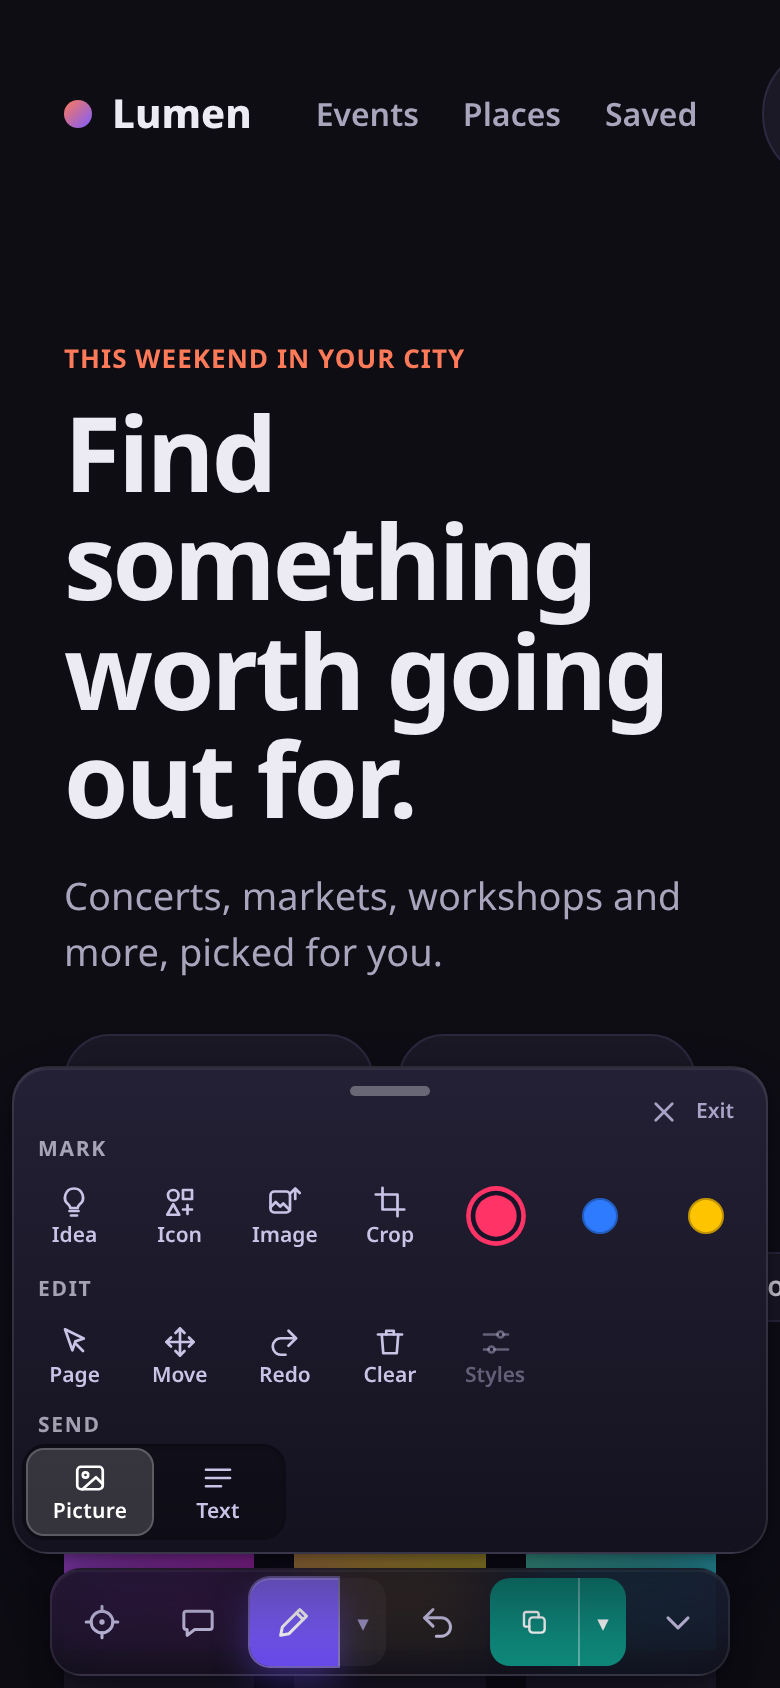 Lumen Events Places Saved
THIS WEEKEND IN YOUR CITY
Find
something
worth going
out for.
Concerts, markets, workshops and
more, picked for you.
Exit
MARK
Idea Icon Image Crop
EDIT
Page Move Redo Clear Styles
SEND
Picture Text